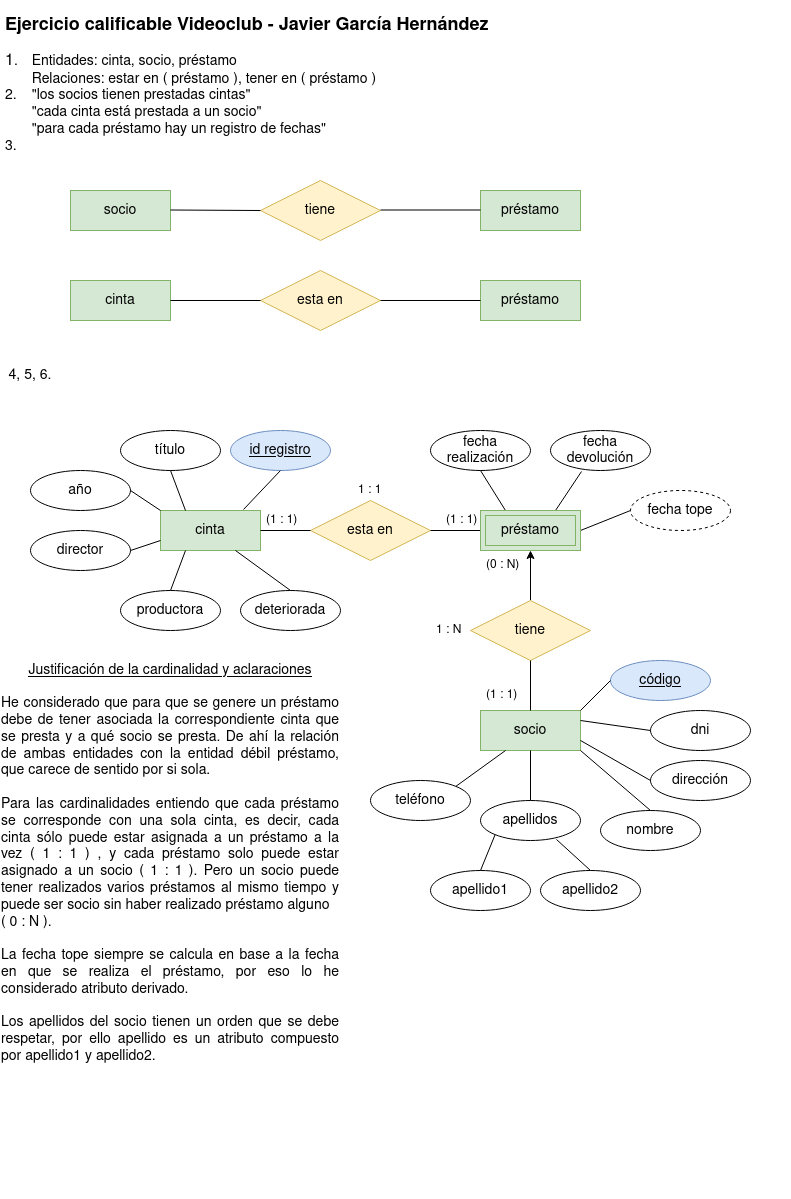 Ejercicio calificable Videoclub - Javier García Hernández
1. Entidades: cinta, socio, préstamo
Relaciones: estar en ( préstamo ), tener en ( préstamo )
2. "los socios tienen prestadas cintas"
"cada cinta está prestada a un socio"
"para cada préstamo hay un registro de fechas"
3.
socio
tiene
préstamo
cinta
esta en
préstamo
4, 5, 6.
título
id registro
fecha
realización
fecha
devolución
año
1 : 1
fecha tope
cinta
(1 : 1)
esta en
(1 : 1)
préstamo
director
(0 : N)
productora
deteriorada
1 : N
tiene
Justificación de la cardinalidad y aclaraciones
(1 : 1)
código
He considerado que para que se genere un préstamo
debe de tener asociada la correspondiente cinta que
se presta y a qué socio se presta. De ahí la relación
de ambas entidades con la entidad débil préstamo,
que carece de sentido por si sola.
socio
dni
dirección
teléfono
apellidos
nombre
apellido1
apellido2
Para las cardinalidades entiendo que cada préstamo
se corresponde con una sola cinta, es decir, cada
cinta sólo puede estar asignada a un préstamo a la
vez ( 1 : 1 ) , y cada préstamo solo puede estar
asignado a un socio ( 1 : 1 ). Pero un socio puede
tener realizados varios préstamos al mismo tiempo y
puede ser socio sin haber realizado préstamo alguno
( 0 : N ).
La fecha tope siempre se calcula en base a la fecha
en que se realiza el préstamo, por eso lo he
considerado atributo derivado.
Los apellidos del socio tienen un orden que se debe
respetar, por ello apellido es un atributo compuesto
por apellido1 y apellido2.